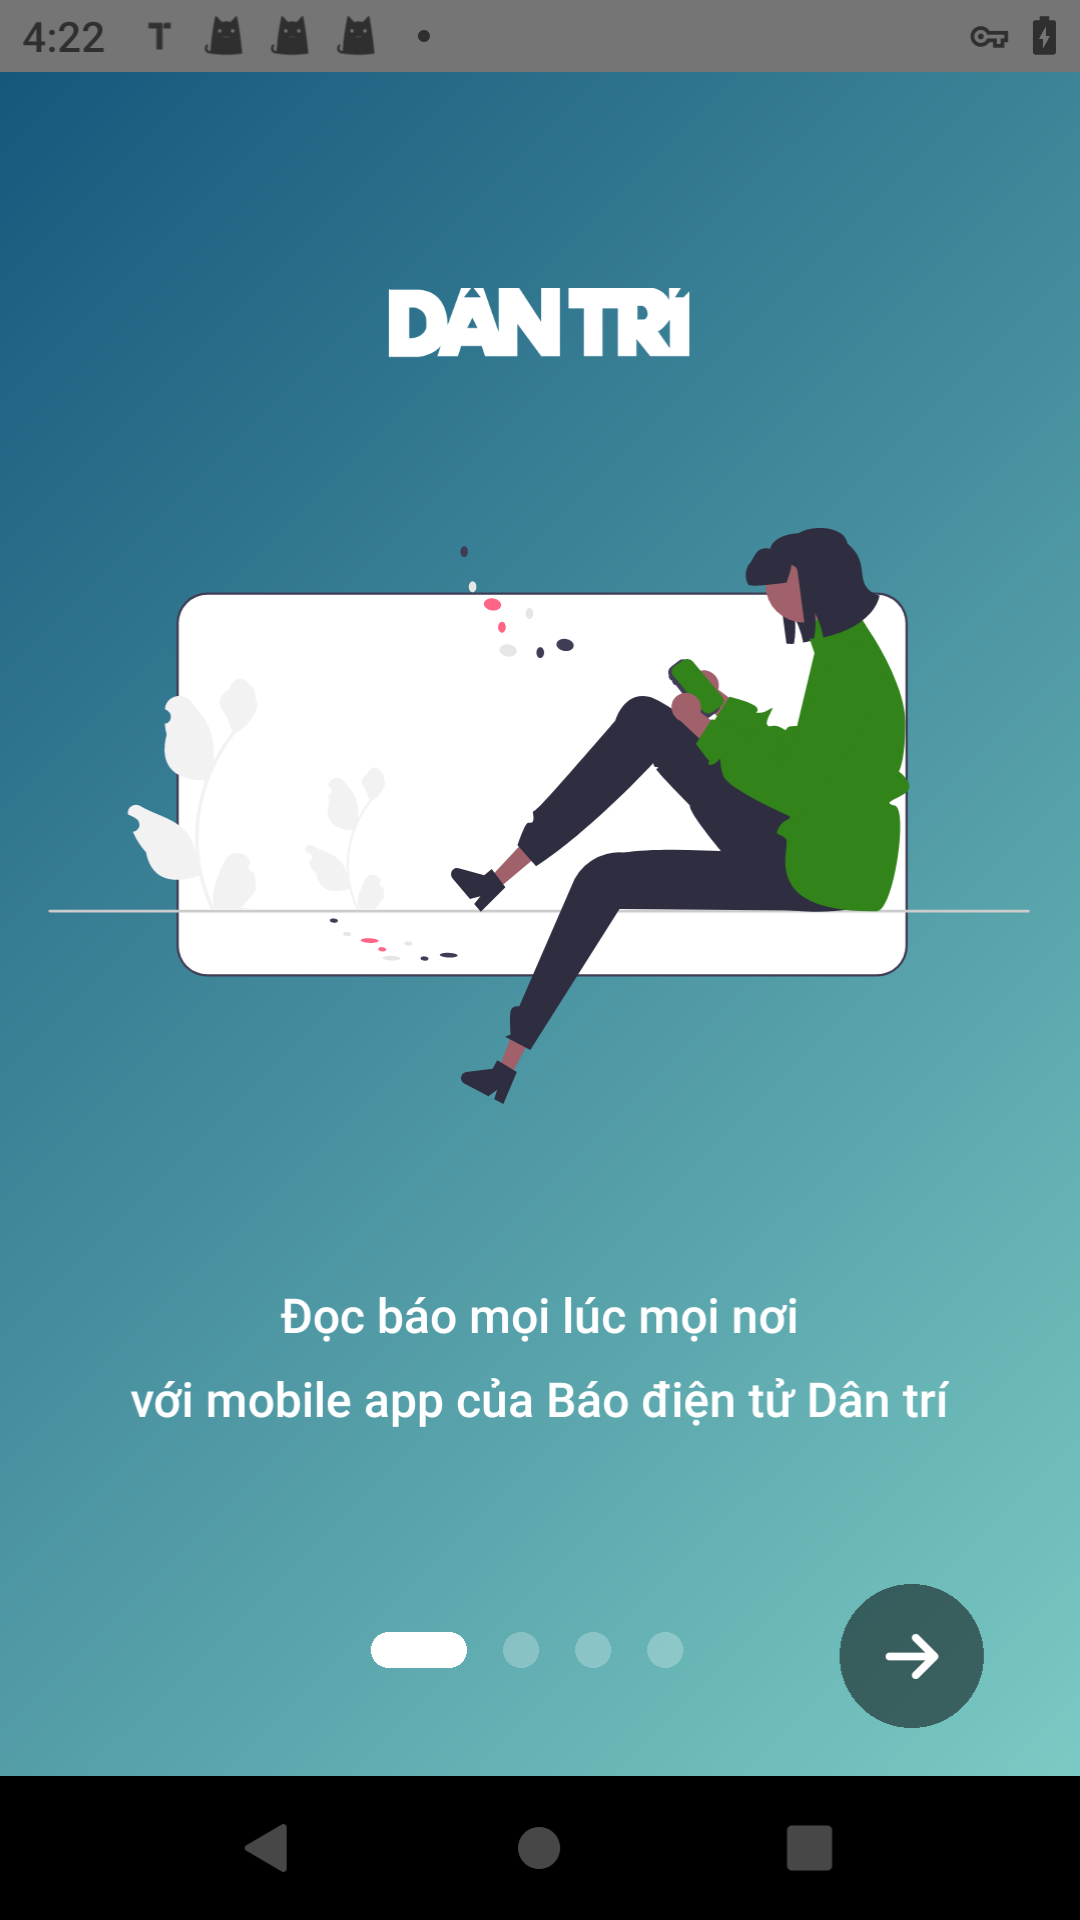 4:22
DÂN TRÍ
Đọc báo mọi lúc mọi nơi
với mobile app của Báo điện tử Dân trí